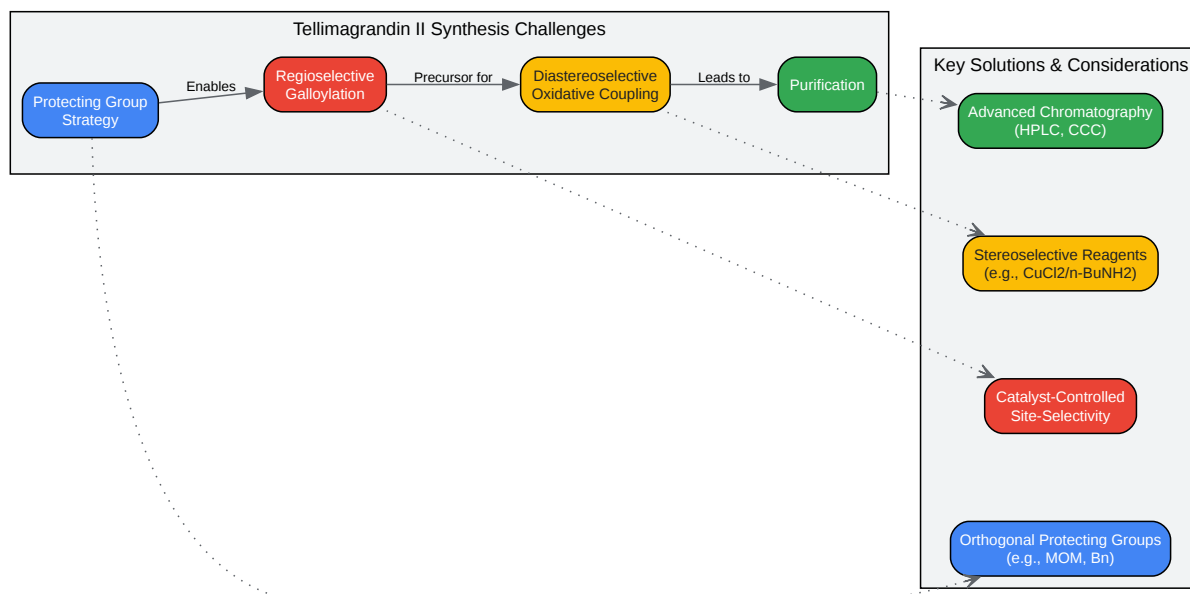 Tellimagrandin II Synthesis Challenges
Protecting Group
Strategy
Enables
Regioselective
Galloylation
Precursor for
Diastereoselective
Oxidative Coupling
Leads to
Purification
Key Solutions & Considerations
Advanced Chromatography
(HPLC, CCC)
Stereoselective Reagents
(e.g., CuCl2/n-BuNH2)
Catalyst-Controlled
Site-Selectivity
Orthogonal Protecting Groups
(e.g., MOM, Bn)